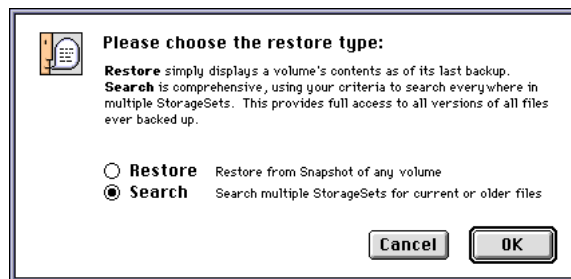 Please choose the restore type:
Restore simply displays a volume's contents as of its last backup.
Search is comprehensive, using your criteria to search everywhere in
multiple StorageSets. This provides full access to all versions of all files
ever backed up.
Restore Restore from Snapshot of any volume
Search Search multiple StorageSets for current or older files
Cancel OK